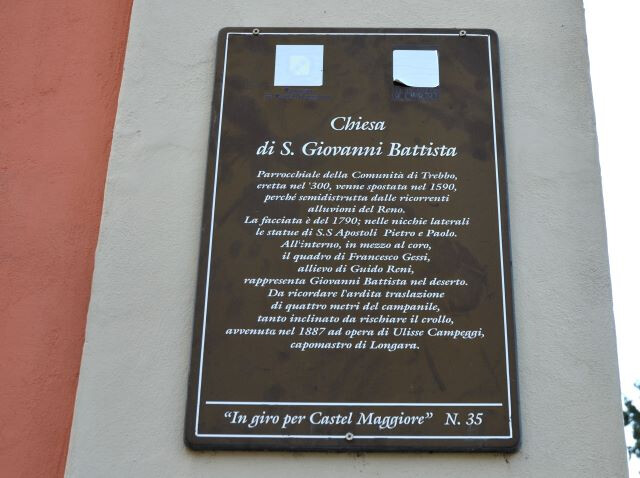 Chiesa
di S. Giovanni Battista
Parrocchiale della Comunità di Trebbo,
eretta nel '300, venne spostata nel 1590,
perché semidistrutta dalle ricorrenti
alluvioni del Reno.
La facciata è del 1790; nelle nicchie laterali
le statue di S.S Apostoli Pietro e Paolo.
All'interno, in mezzo al coro,
il quadro di Francesco Gessi,
allievo di Guido Reni,
rappresenta Giovanni Battista nel deserto.
Da ricordare l'ardita traslazione
di quattro metri del campanile,
tanto inclinato da rischiare il crollo,
avvenuta nel 1887 ad opera di Ulisse Campeggi,
capomastro di Longara.
"In giro per Castel Maggiore" N. 35